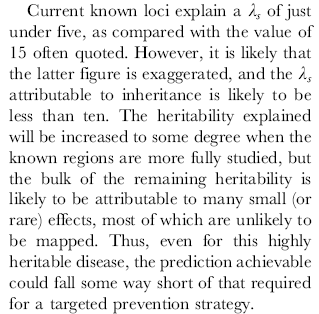 Current known loci explain a λs of just
under five, as compared with the value of
15 often quoted. However, it is likely that
the latter figure is exaggerated, and the λs
attributable to inheritance is likely to be
less than ten. The heritability explained
will be increased to some degree when the
known regions are more fully studied, but
the bulk of the remaining heritability is
likely to be attributable to many small (or
rare) effects, most of which are unlikely to
be mapped. Thus, even for this highly
heritable disease, the prediction achievable
could fall some way short of that required
for a targeted prevention strategy.